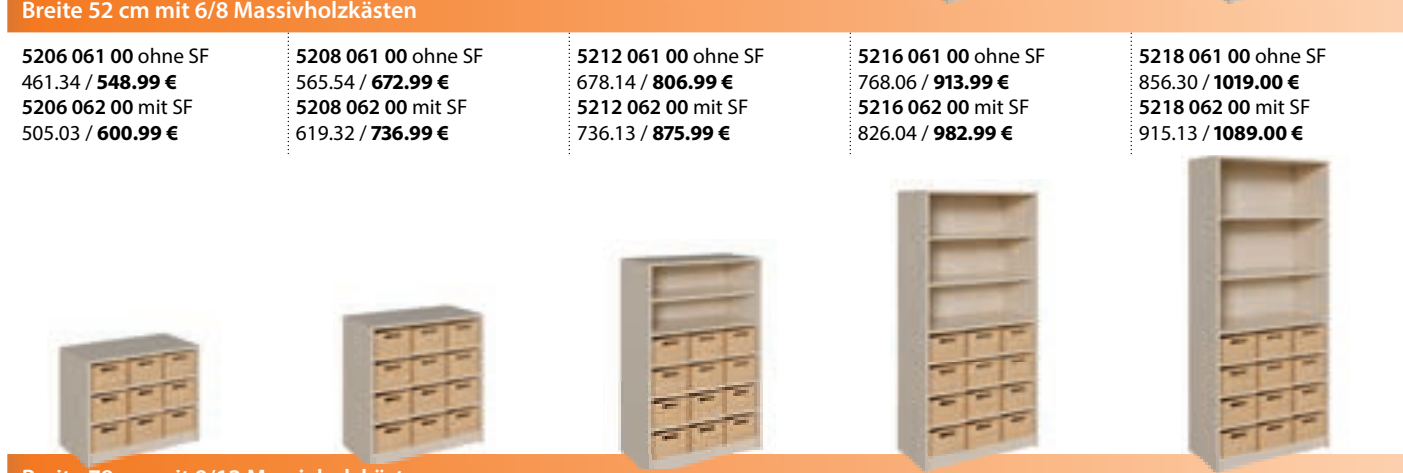 Breite 52 cm mit 6/8 Massivholzkästen
5206 061 00 ohne SF
461.34 / 548.99 €
5206 062 00 mit SF
505.03 / 600.99 €
5208 061 00 ohne SF
565.54 / 672.99 €
5208 062 00 mit SF
619.32 / 736.99 €
5212 061 00 ohne SF
678.14 / 806.99 €
5212 062 00 mit SF
736.13 / 875.99 €
5216 061 00 ohne SF
768.06 / 913.99 €
5216 062 00 mit SF
826.04 / 982.99 €
5218 061 00 ohne SF
856.30 / 1019.00 €
5218 062 00 mit SF
915.13 / 1089.00 €